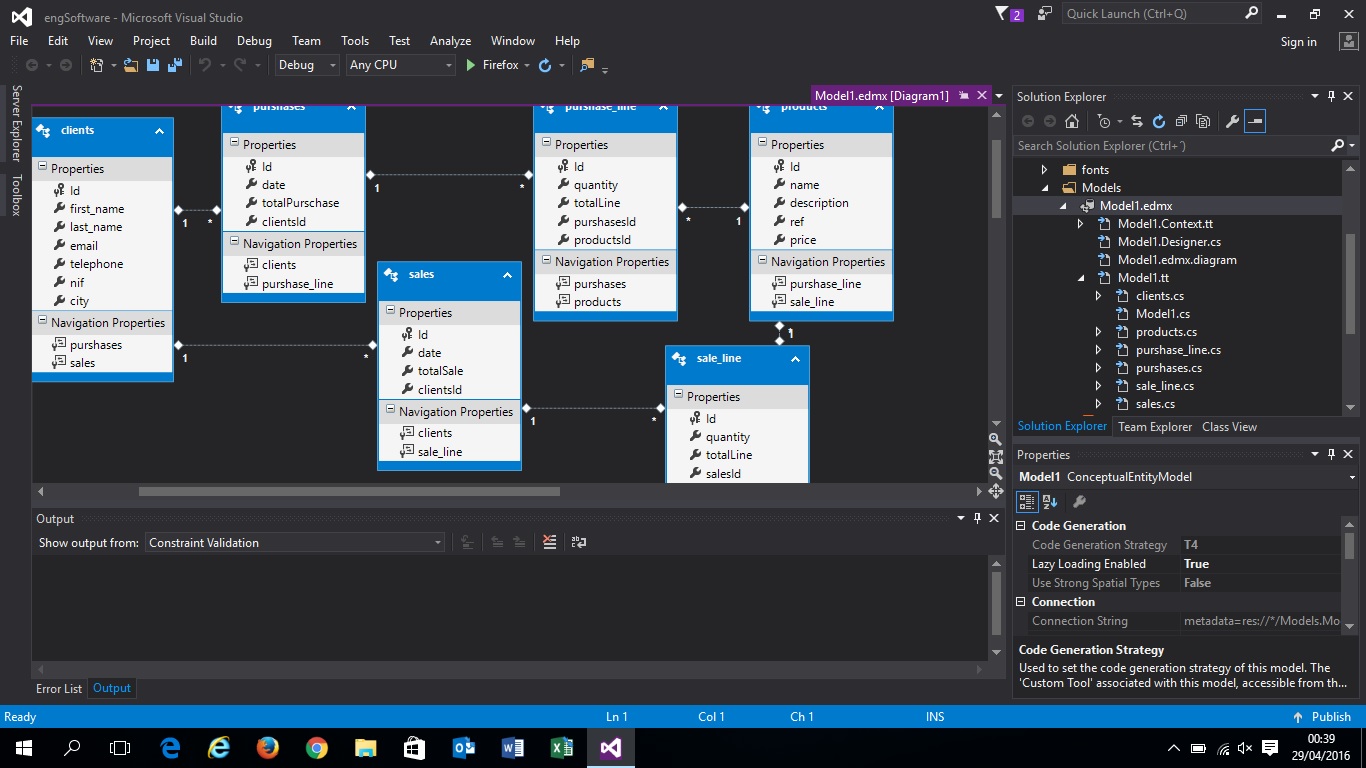 engSoftware - Microsoft Visual Studio
2
Quick Launch (Ctrl+Q)
File Edit View Project Build Debug Team Tools Test Analyze Window Help
Sign in
Debug Any CPU Firefox
Server Explorer
Toolbox
Model1.edmx [Diagram1]
clients
Properties
Id
first_name
last_name
email
telephone
nif
city
Navigation Properties
purshases
sales
1 *
1 *
purshases
Properties
Id
date
totalPurschase
clientsId
Navigation Properties
clients
purshase_line
1 *
sales
Properties
Id
date
totalSale
clientsId
Navigation Properties
clients
sale_line
1 *
purshase_line
Properties
Id
quantity
totalLine
purshasesId
productsId
Navigation Properties
purshases
products
* 1
products
Properties
Id
name
description
ref
price
Navigation Properties
purshase_line
sale_line
sale_line
Properties
Id
quantity
totalLine
salesId
Solution Explorer
Search Solution Explorer (Ctrl+´)
fonts
Models
Model1.edmx
Model1.Context.tt
Model1.Designer.cs
Model1.edmx.diagram
Model1.tt
clients.cs
Model1.cs
products.cs
purshase_line.cs
purshases.cs
sale_line.cs
sales.cs
Solution Explorer Team Explorer Class View
Properties
Model1 ConceptualEntityModel
Code Generation
Code Generation Strategy T4
Lazy Loading Enabled True
Use Strong Spatial Types False
Connection
Connection String metadata=res://*/Models.Mo
Code Generation Strategy
Used to set the code generation strategy of this model. The
'Custom Tool' associated with this model, accessible from th...
Output
Show output from: Constraint Validation
Error List Output
Ready Ln 1 Col 1 Ch 1 INS Publish
00:39
29/04/2016